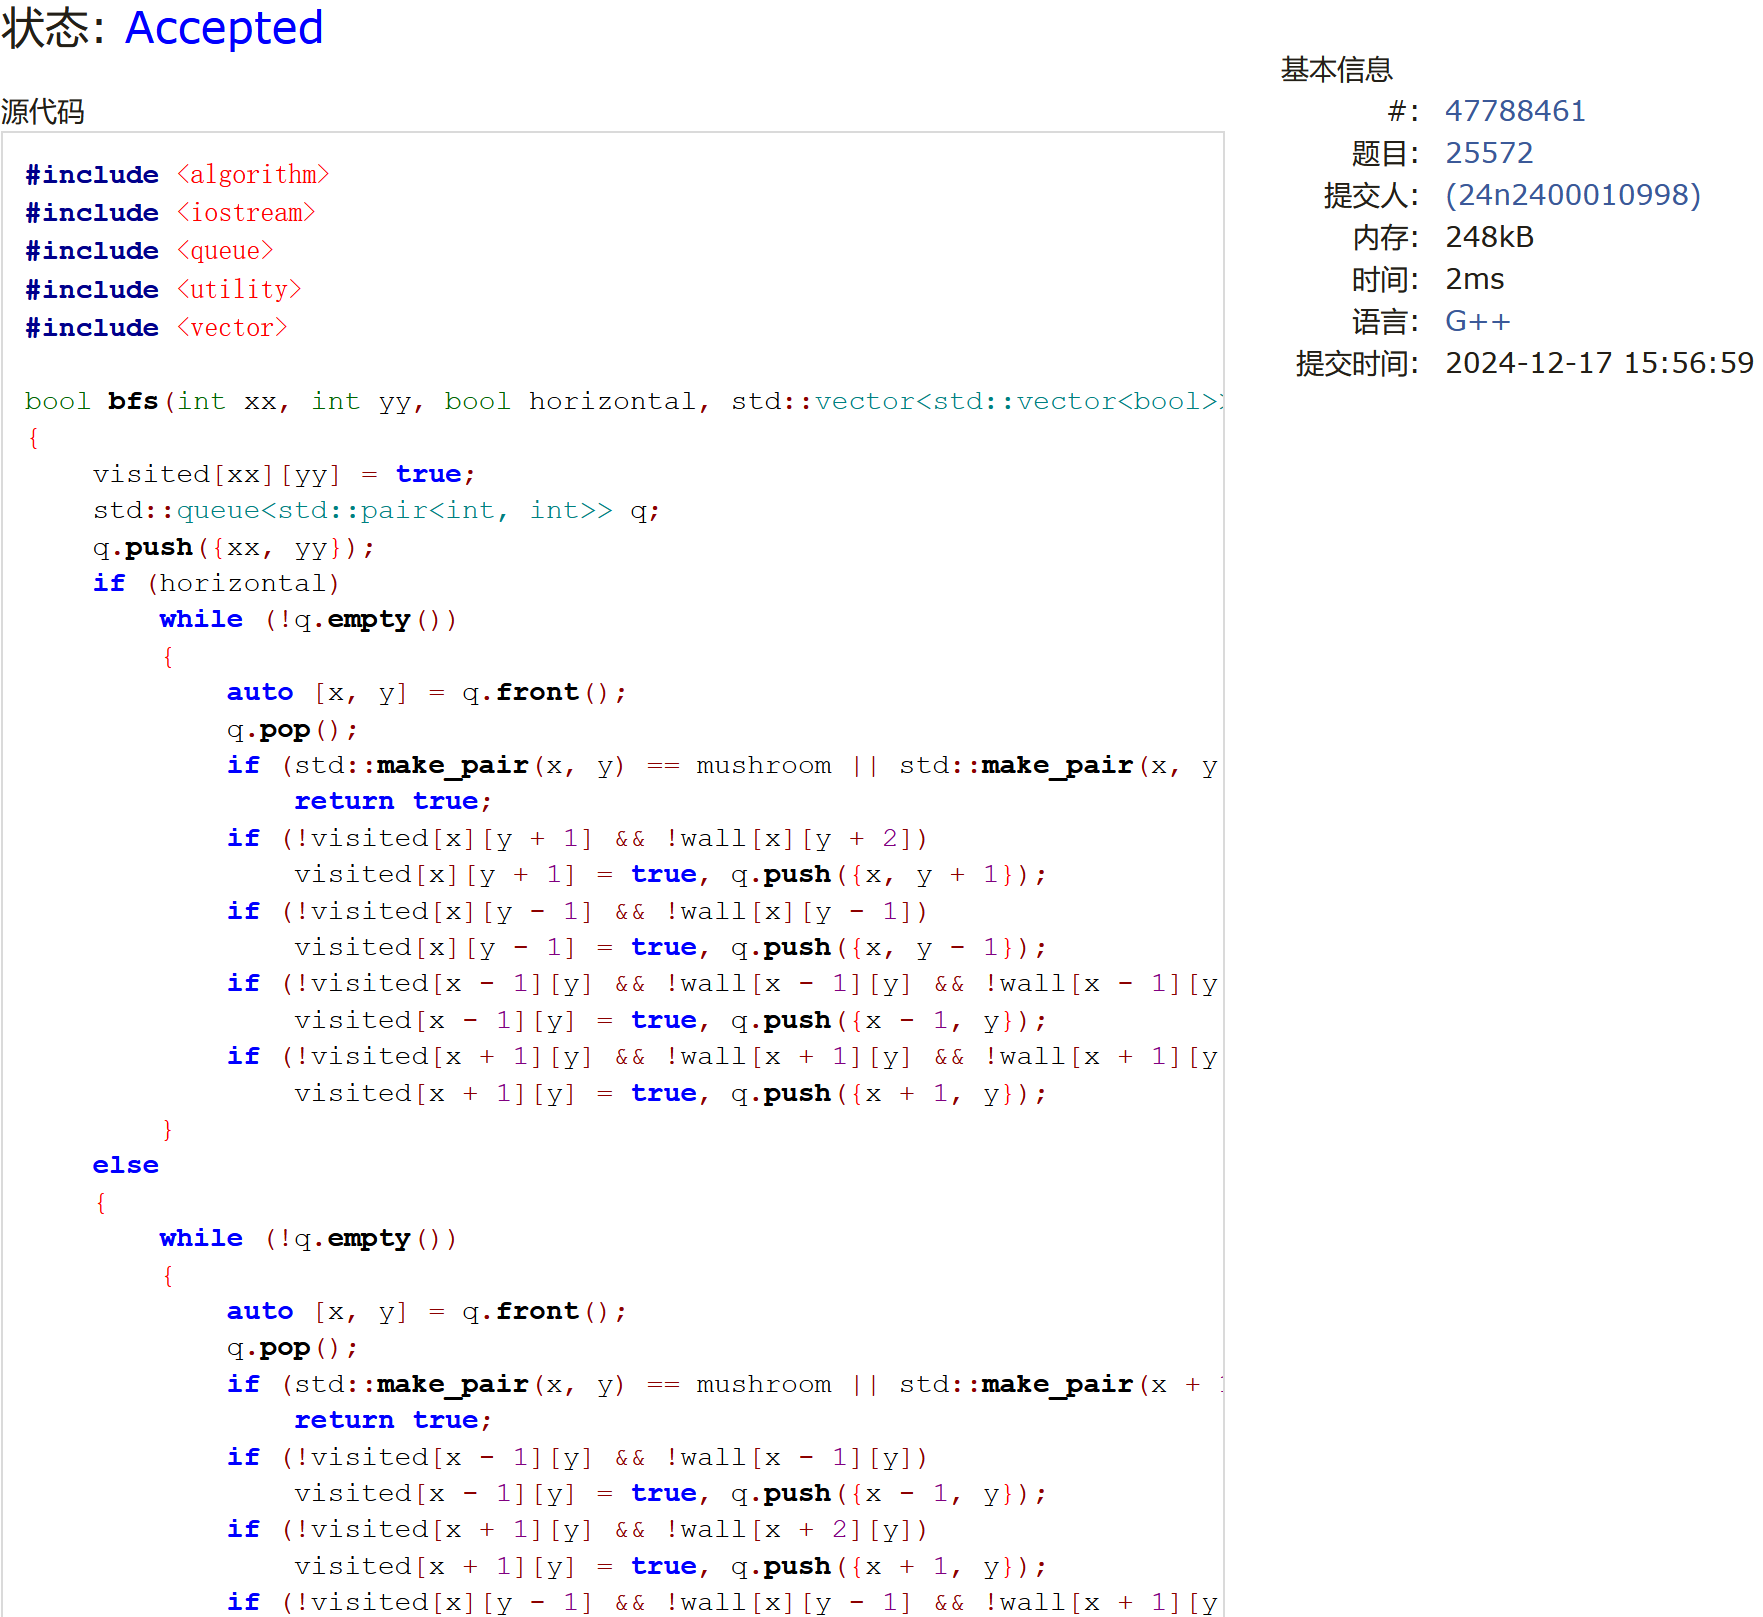 状态: Accepted
源代码
#include <algorithm>
#include <iostream>
#include <queue>
#include <utility>
#include <vector>
bool bfs(int xx, int yy, bool horizontal, std::vector<std::vector<bool>>
{
visited[xx][yy] = true;
std::queue<std::pair<int, int>> q;
q.push({xx, yy});
if (horizontal)
while (!q.empty())
{
auto [x, y] = q.front();
q.pop();
if (std::make_pair(x, y) == mushroom || std::make_pair(x, y
return true;
if (!visited[x][y + 1] && !wall[x][y + 2])
visited[x][y + 1] = true, q.push({x, y + 1});
if (!visited[x][y - 1] && !wall[x][y - 1])
visited[x][y - 1] = true, q.push({x, y - 1});
if (!visited[x - 1][y] && !wall[x - 1][y] && !wall[x - 1][y
visited[x - 1][y] = true, q.push({x - 1, y});
if (!visited[x + 1][y] && !wall[x + 1][y] && !wall[x + 1][y
visited[x + 1][y] = true, q.push({x + 1, y});
}
else
{
while (!q.empty())
{
auto [x, y] = q.front();
q.pop();
if (std::make_pair(x, y) == mushroom || std::make_pair(x + 1
return true;
if (!visited[x - 1][y] && !wall[x - 1][y])
visited[x - 1][y] = true, q.push({x - 1, y});
if (!visited[x + 1][y] && !wall[x + 2][y])
visited[x + 1][y] = true, q.push({x + 1, y});
if (!visited[x][y - 1] && !wall[x][y - 1] && !wall[x + 1][y
基本信息
#: 47788461
题目: 25572
提交人: (24n2400010998)
内存: 248kB
时间: 2ms
语言: G++
提交时间: 2024-12-17 15:56:59